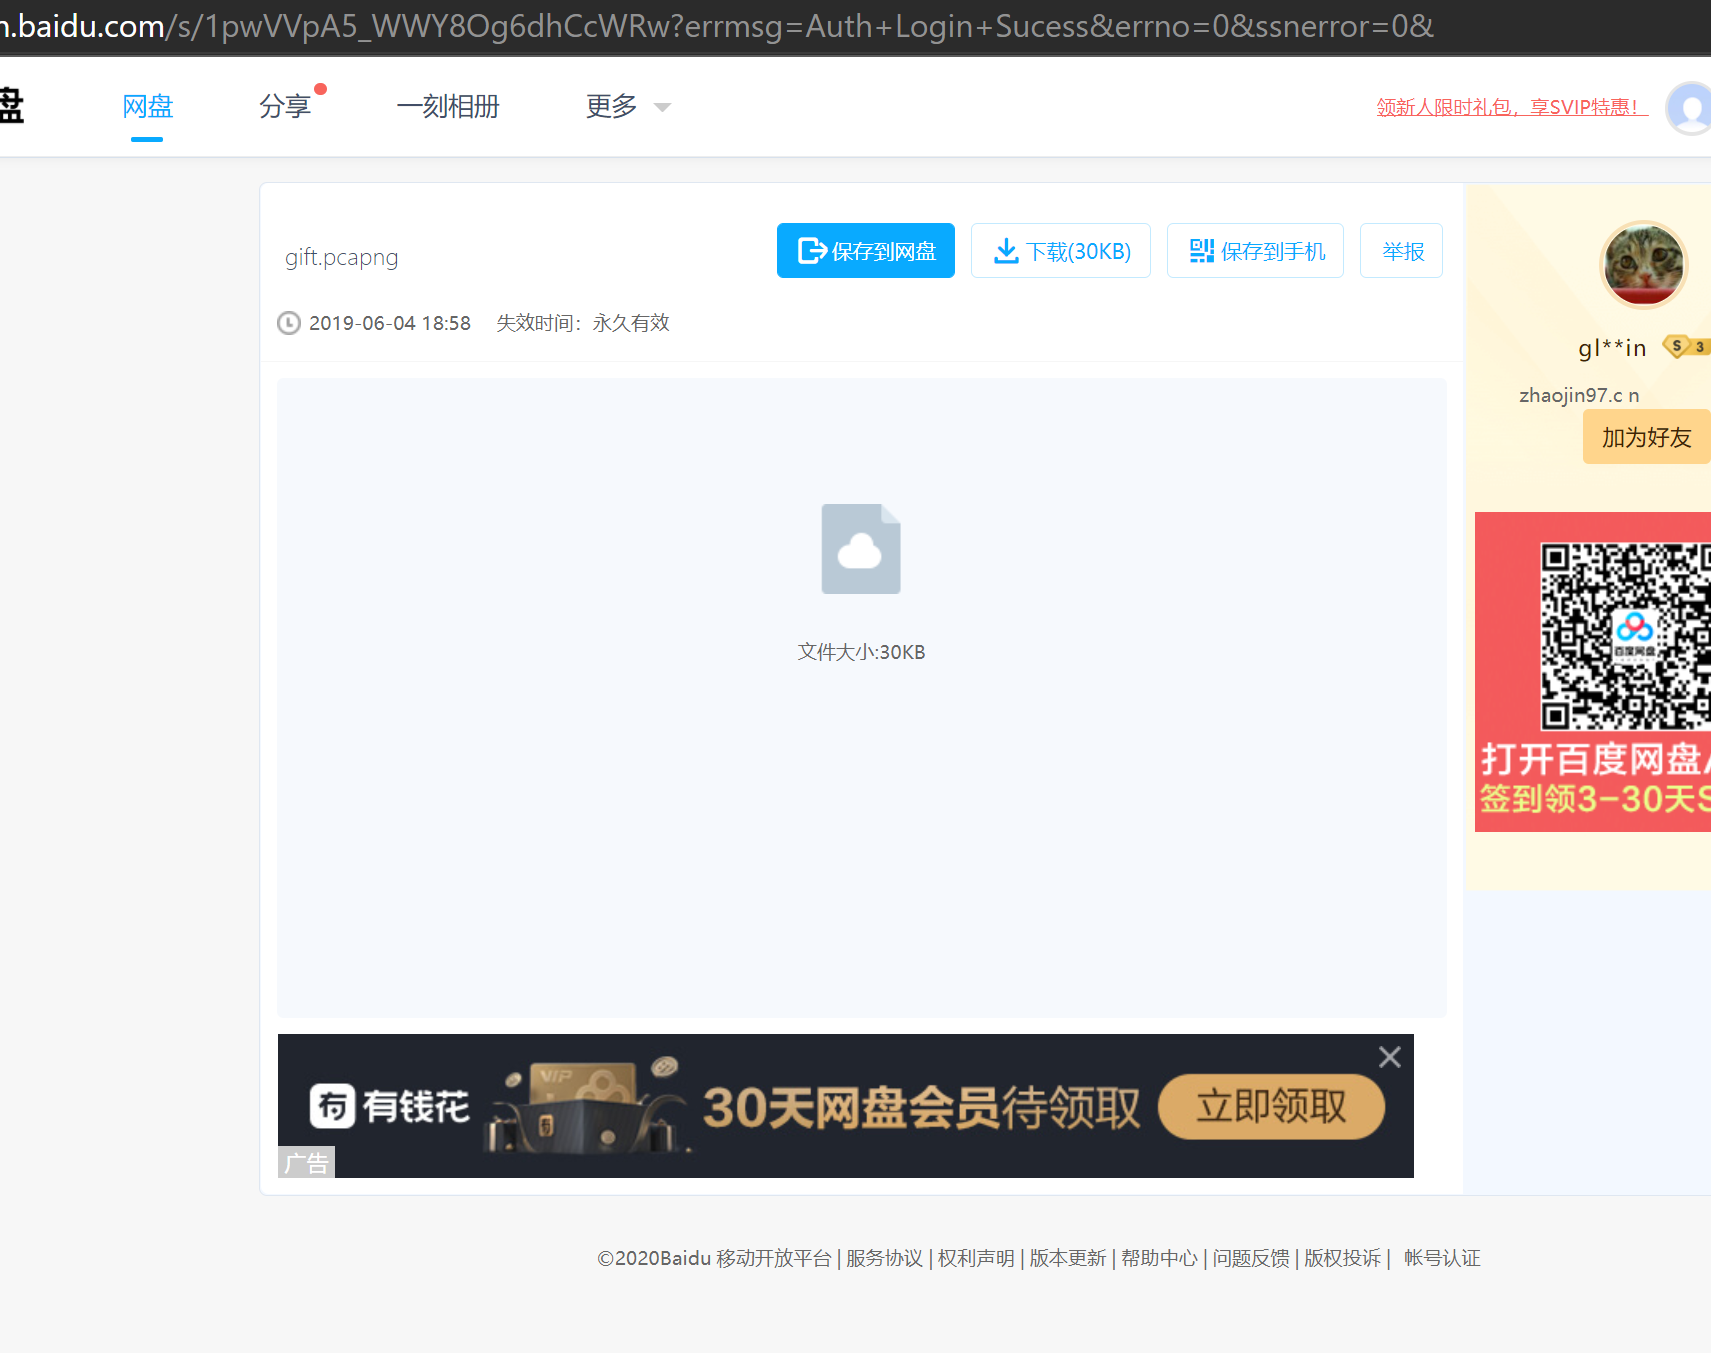 n.baidu.com/s/1pwVVpA5_WWY8Og6dhCcWRw?errmsg=Auth+Login+Sucess&errno=0&ssnerror=0&
盘
网盘
分享
一刻相册
更多
领新人限时礼包，享SVIP特惠！
gift.pcapng
保存到网盘
下载(30KB)
保存到手机
举报
2019-06-04 18:58 失效时间：永久有效
gl**in
S 3
zhaojin97.c n
加为好友
文件大小:30KB
百度网盘
打开百度网盘
签到领3-30天S
有钱花
VIP
30天网盘会员待领取
立即领取
广告
©2020Baidu 移动开放平台 | 服务协议 | 权利声明 | 版本更新 | 帮助中心 | 问题反馈 | 版权投诉 | 帐号认证